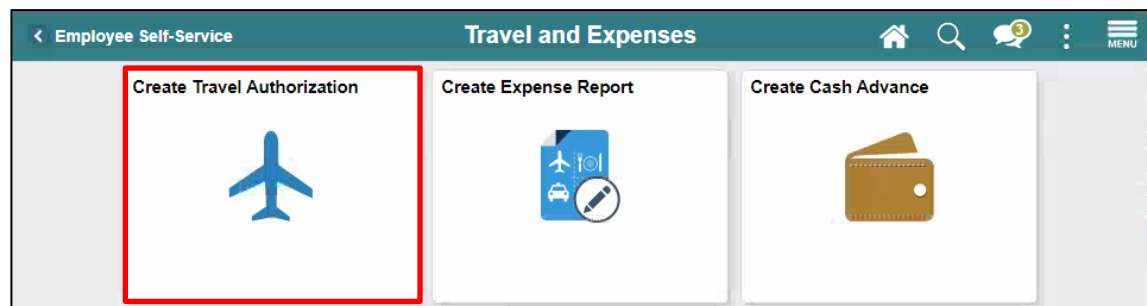 Employee Self-Service
Travel and Expenses
3
MENU
Create Travel Authorization
Create Expense Report
Create Cash Advance